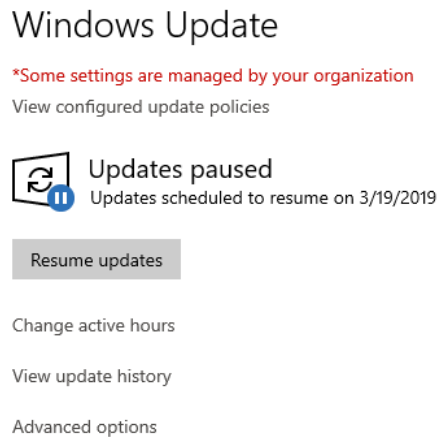 Windows Update
*Some settings are managed by your organization
View configured update policies
Updates paused
Updates scheduled to resume on 3/19/2019
Resume updates
Change active hours
View update history
Advanced options